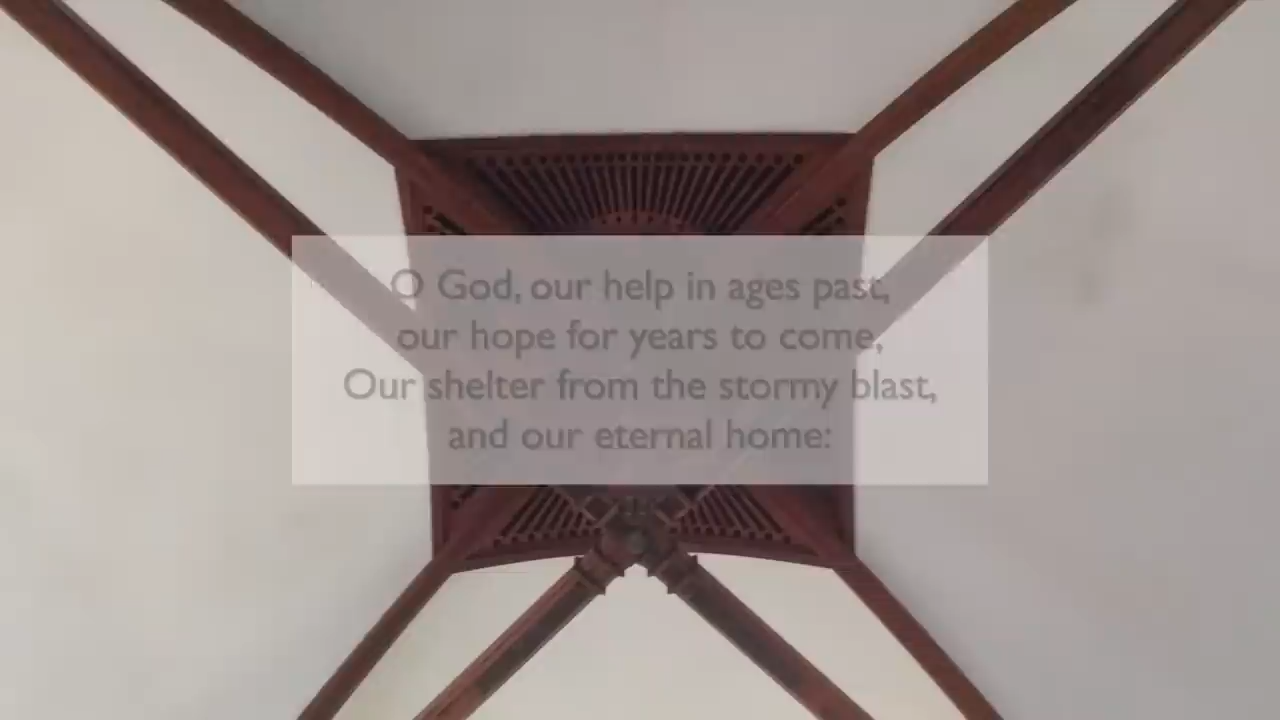 O God, our help in ages past,
our hope for years to come,
Our shelter from the stormy blast,
and our eternal home: